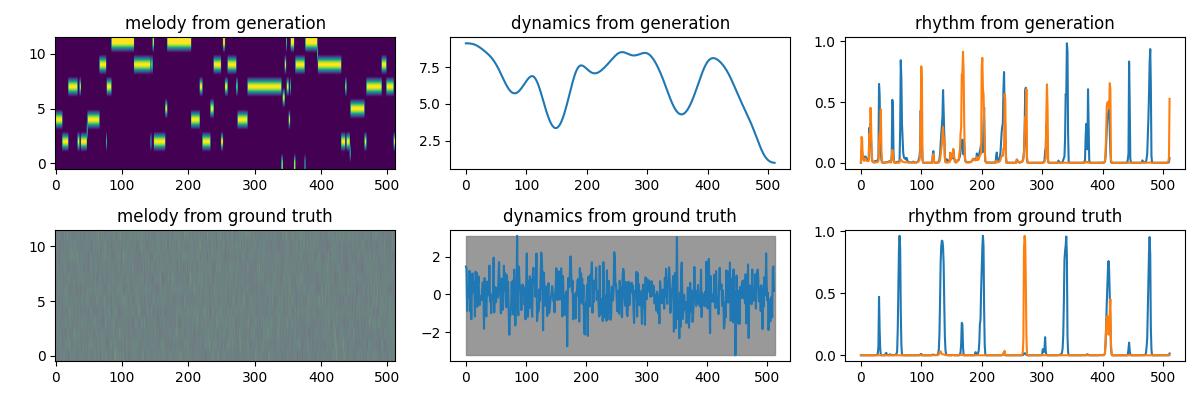 melody from generation
dynamics from generation
rhythm from generation
10
5
0
0 100 200 300 400 500
7.5
5.0
2.5
0 100 200 300 400 500
1.0
0.5
0.0
0 100 200 300 400 500
melody from ground truth
dynamics from ground truth
rhythm from ground truth
10
5
0
0 100 200 300 400 500
2
0
−2
0 100 200 300 400 500
1.0
0.5
0.0
0 100 200 300 400 500